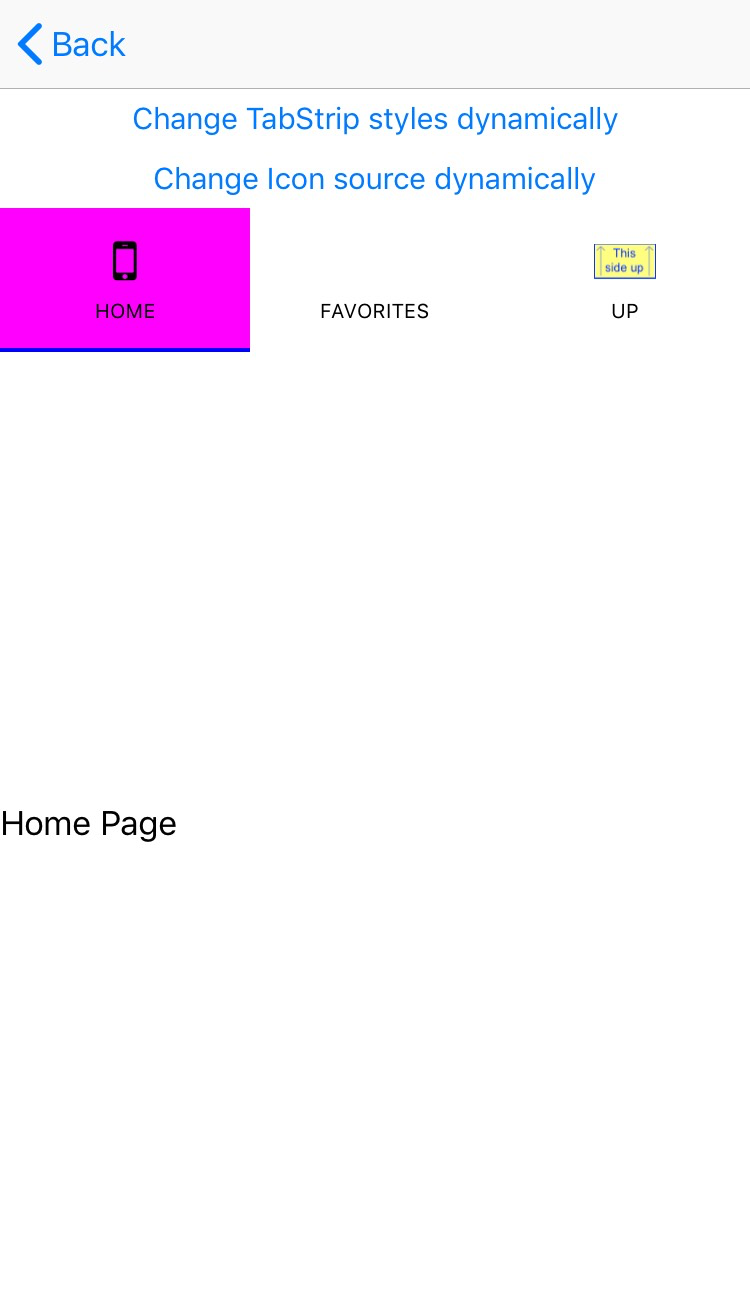 Back
Change TabStrip styles dynamically
Change Icon source dynamically
This
side up
HOME
FAVORITES
UP
Home Page